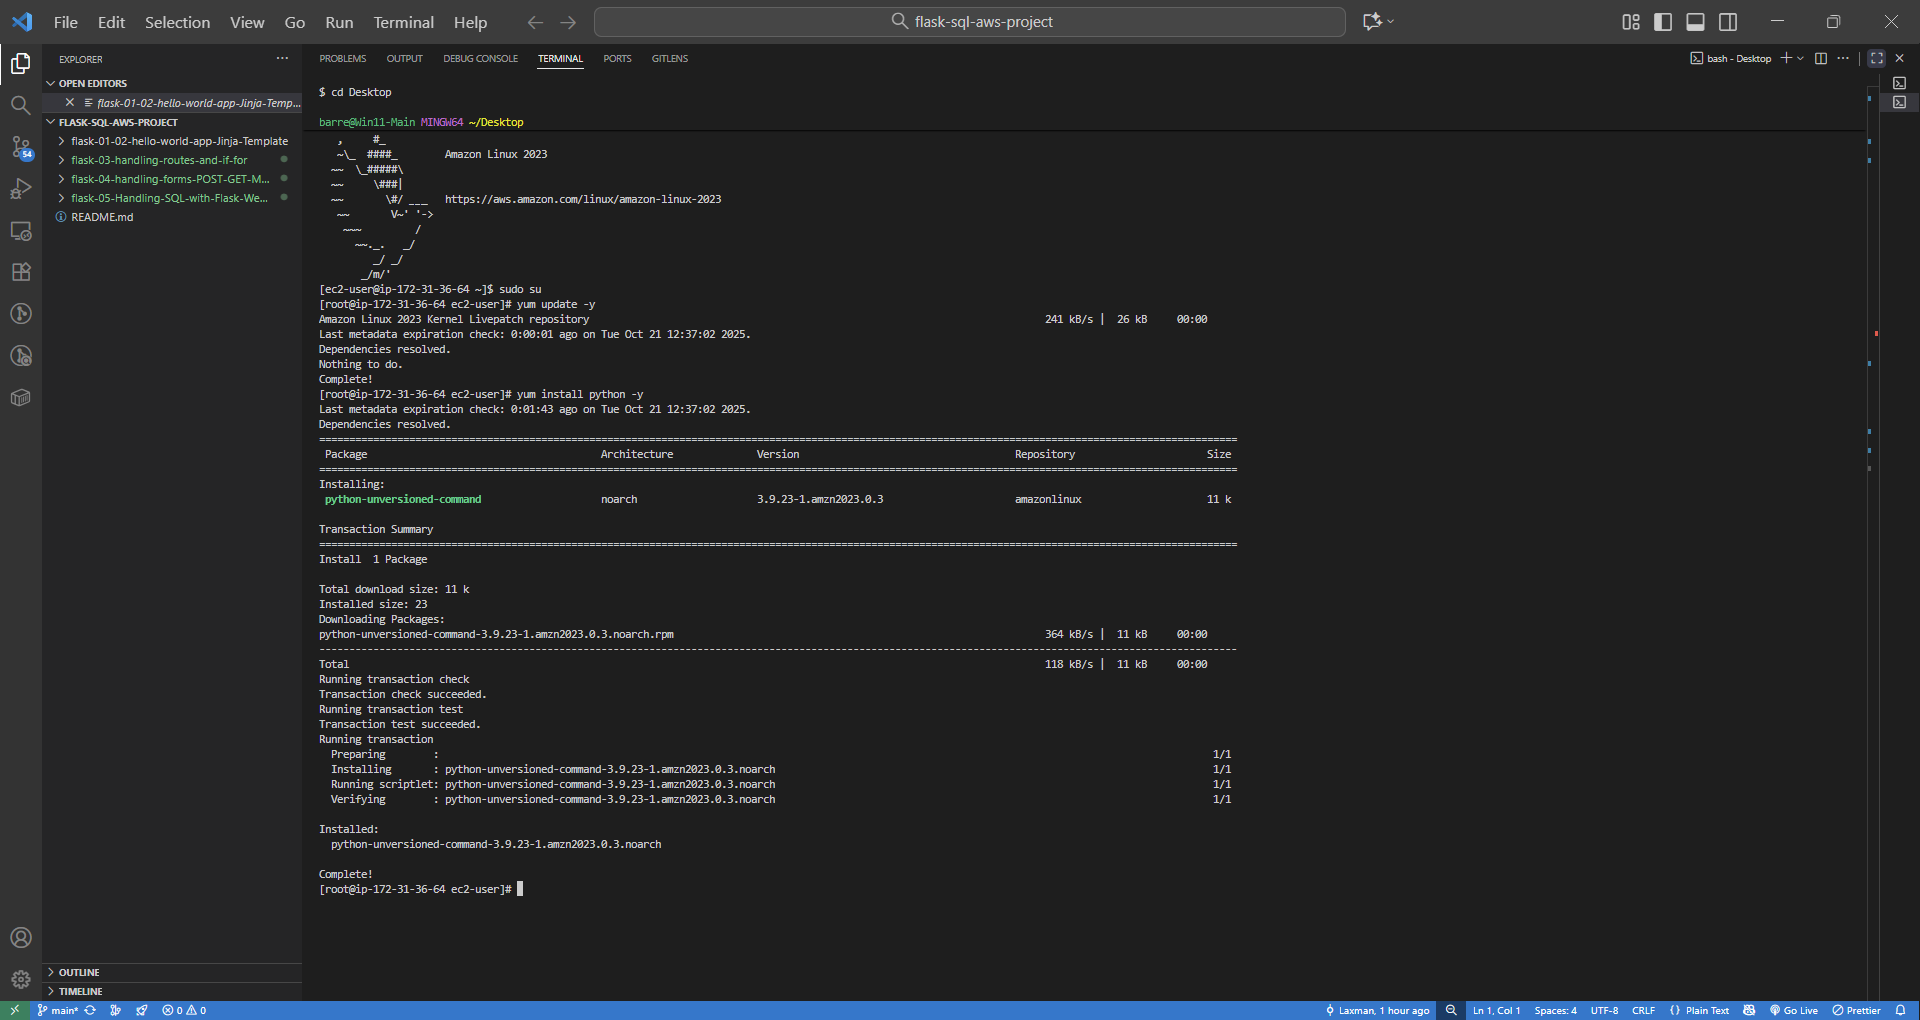 File Edit Selection View Go Run Terminal Help
flask-sql-aws-project
EXPLORER
OPEN EDITORS
flask-01-02-hello-world-app-Jinja-Temp...
FLASK-SQL-AWS-PROJECT
flask-01-02-hello-world-app-Jinja-Template
flask-03-handling-routes-and-if-for
flask-04-handling-forms-POST-GET-M...
flask-05-Handling-SQL-with-Flask-We...
README.md
54
OUTLINE
TIMELINE
PROBLEMS OUTPUT DEBUG CONSOLE TERMINAL PORTS GITLENS
bash - Desktop
$ cd Desktop
barre@Win11-Main MINGW64 ~/Desktop
   ,     #_
   ~\_  ####_        Amazon Linux 2023
  ~~  \_#####\
  ~~     \###|
  ~~       \#/ ___   https://aws.amazon.com/linux/amazon-linux-2023
   ~~       V~' '->
    ~~~         /
      ~~._.   _/
         _/ _/
       _/m/'
[ec2-user@ip-172-31-36-64 ~]$ sudo su
[root@ip-172-31-36-64 ec2-user]# yum update -y
Amazon Linux 2023 Kernel Livepatch repository 241 kB/s | 26 kB 00:00
Last metadata expiration check: 0:00:01 ago on Tue Oct 21 12:37:02 2025.
Dependencies resolved.
Nothing to do.
Complete!
[root@ip-172-31-36-64 ec2-user]# yum install python -y
Last metadata expiration check: 0:01:43 ago on Tue Oct 21 12:37:02 2025.
Dependencies resolved.
Package Architecture Version Repository Size
Installing:
python-unversioned-command noarch 3.9.23-1.amzn2023.0.3 amazonlinux 11 k
Transaction Summary
Install 1 Package
Total download size: 11 k
Installed size: 23
Downloading Packages:
python-unversioned-command-3.9.23-1.amzn2023.0.3.noarch.rpm 364 kB/s | 11 kB 00:00
Total 118 kB/s | 11 kB 00:00
Running transaction check
Transaction check succeeded.
Running transaction test
Transaction test succeeded.
Running transaction
Preparing : 1/1
Installing : python-unversioned-command-3.9.23-1.amzn2023.0.3.noarch 1/1
Running scriptlet: python-unversioned-command-3.9.23-1.amzn2023.0.3.noarch 1/1
Verifying : python-unversioned-command-3.9.23-1.amzn2023.0.3.noarch 1/1
Installed:
python-unversioned-command-3.9.23-1.amzn2023.0.3.noarch
Complete!
[root@ip-172-31-36-64 ec2-user]#
main* 0 0 Laxman, 1 hour ago Ln 1, Col 1 Spaces: 4 UTF-8 CRLF {} Plain Text Go Live Prettier